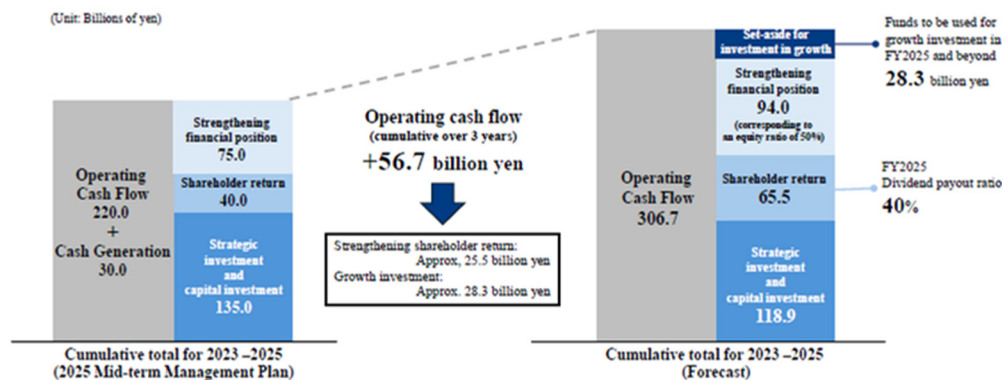 (Unit: Billions of yen)
Operating
Cash Flow
220.0
+
Cash Generation
30.0
Strengthening
financial position
75.0
Shareholder return
40.0
Strategic
investment
and
capital investment
135.0
Cumulative total for 2023 –2025
(2025 Mid-term Management Plan)
Operating cash flow
(cumulative over 3 years)
+56.7 billion yen
Strengthening shareholder return:
Approx, 25.5 billion yen
Growth investment:
Approx. 28.3 billion yen
Operating
Cash Flow
306.7
Set-aside for
investment in growth
Strengthening
financial position
94.0
(corresponding to
an equity ratio of 50%)
Shareholder return
65.5
Strategic
investment
and
capital investment
118.9
Cumulative total for 2023 –2025
(Forecast)
Funds to be used for
growth investment in
FY2025 and beyond
28.3 billion yen
FY2025
Dividend payout ratio
40%